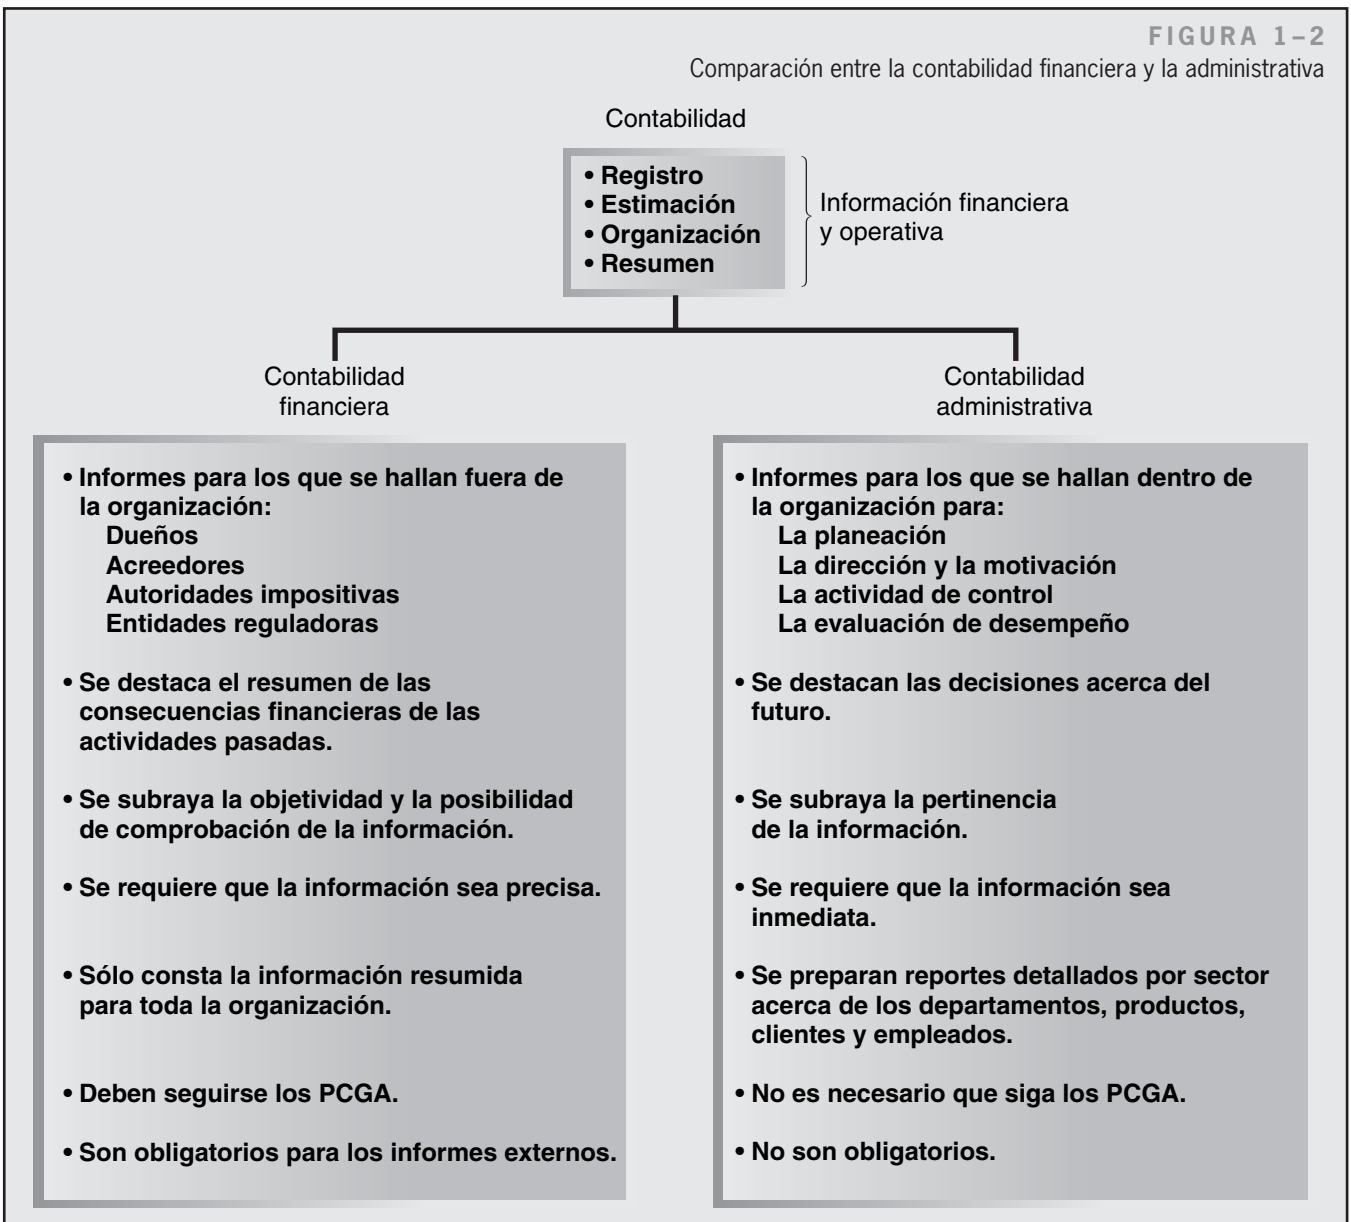 FIGURA 1–2
Comparación entre la contabilidad financiera y la administrativa
Contabilidad
• Registro
• Estimación
• Organización
• Resumen
Información financiera
y operativa
Contabilidad
financiera
• Informes para los que se hallan fuera de
la organización:
Dueños
Acreedores
Autoridades impositivas
Entidades reguladoras
• Se destaca el resumen de las
consecuencias financieras de las
actividades pasadas.
• Se subraya la objetividad y la posibilidad
de comprobación de la información.
• Se requiere que la información sea precisa.
• Sólo consta la información resumida
para toda la organización.
• Deben seguirse los PCGA.
• Son obligatorios para los informes externos.
Contabilidad
administrativa
• Informes para los que se hallan dentro de
la organización para:
La planeación
La dirección y la motivación
La actividad de control
La evaluación de desempeño
• Se destacan las decisiones acerca del
futuro.
• Se subraya la pertinencia
de la información.
• Se requiere que la información sea
inmediata.
• Se preparan reportes detallados por sector
acerca de los departamentos, productos,
clientes y empleados.
• No es necesario que siga los PCGA.
• No son obligatorios.